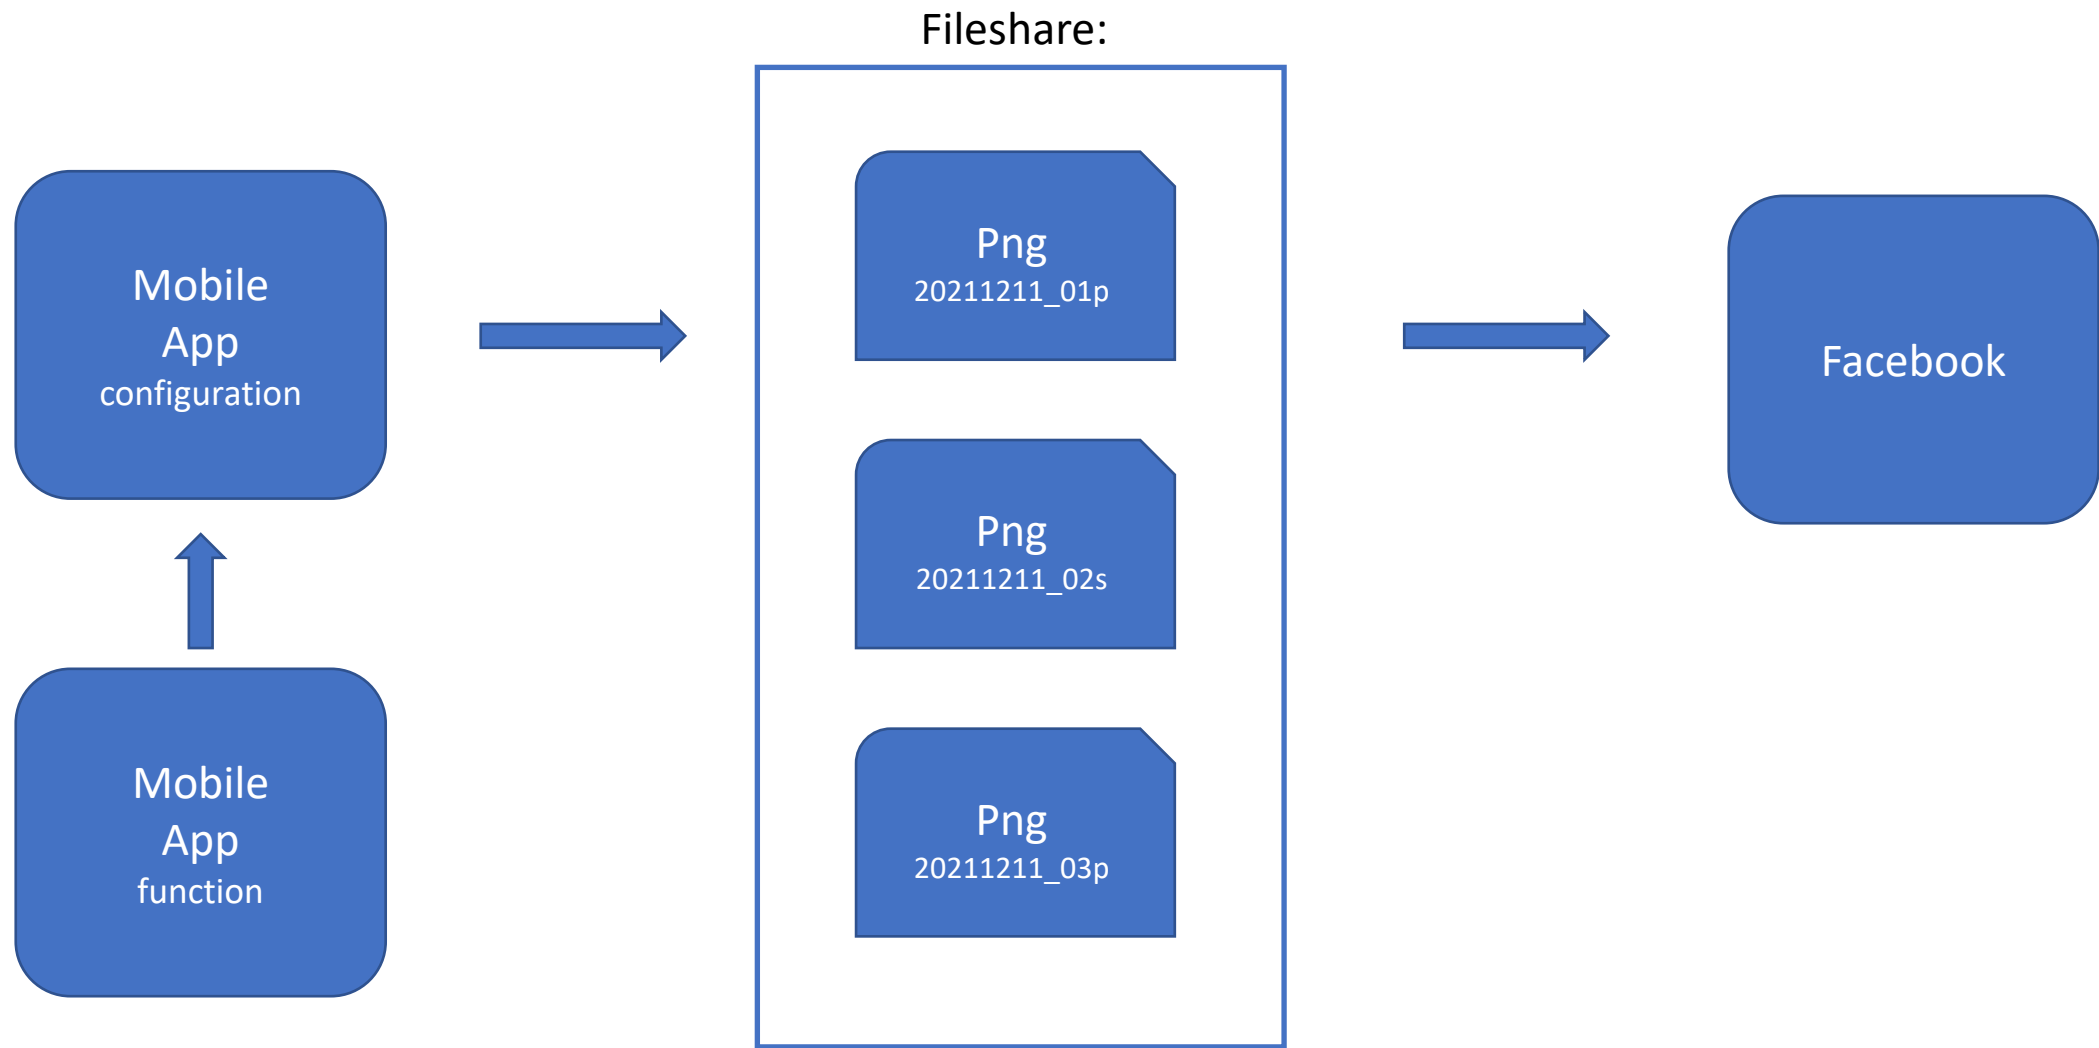 Fileshare:
Mobile
App
configuration
Mobile
App
function
Png
20211211_01p
Png
20211211_02s
Png
20211211_03p
Facebook